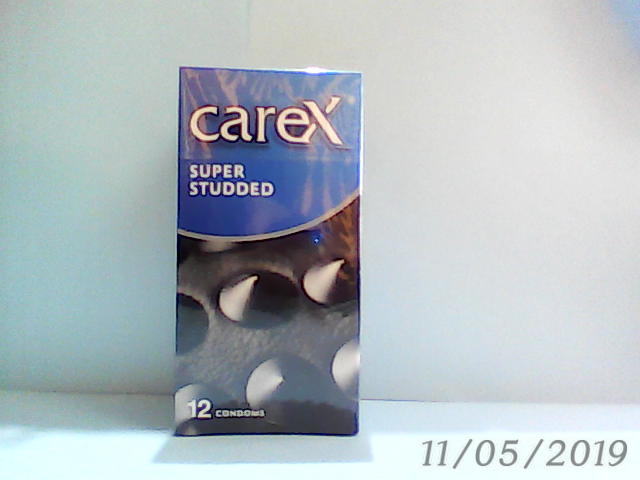 careX
SUPER
STUDDED
12 CONDOMS
11/05/2019